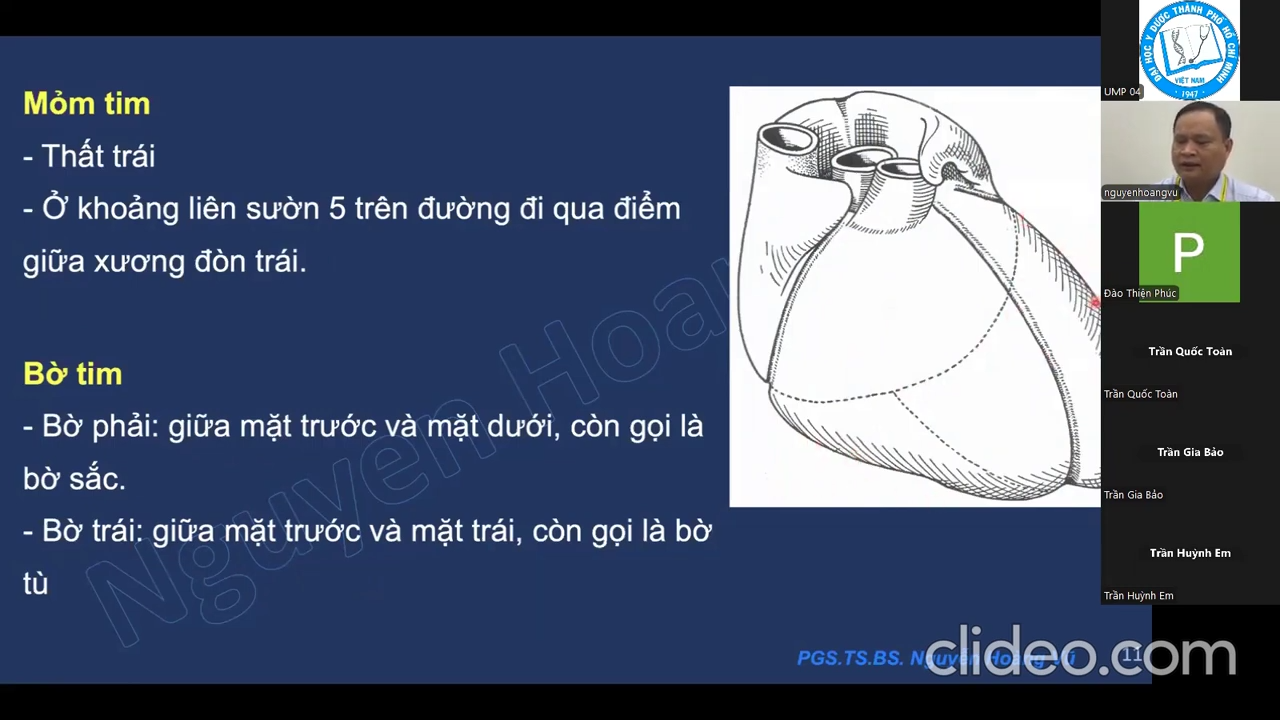 Mỏm tim
- Thất trái
- Ở khoảng liên sườn 5 trên đường đi qua điểm
giữa xương đòn trái.
Bờ tim
- Bờ phải: giữa mặt trước và mặt dưới, còn gọi là
bờ sắc.
- Bờ trái: giữa mặt trước và mặt trái, còn gọi là bờ
tù
Nguyen Hoan
PGS.TS.BS. Nguyễn Hoàng Vũ
11
clideo.com
ĐẠI HỌC Y DƯỢC THÀNH PHỐ HỒ CHÍ MINH
VIỆT NAM
1947
UMP 04
nguyenhoangvu
P
Đào Thiện Phúc
Trần Quốc Toản
Trần Quốc Toản
Trần Gia Bảo
Trần Gia Bảo
Trần Huỳnh Em
Trần Huỳnh Em